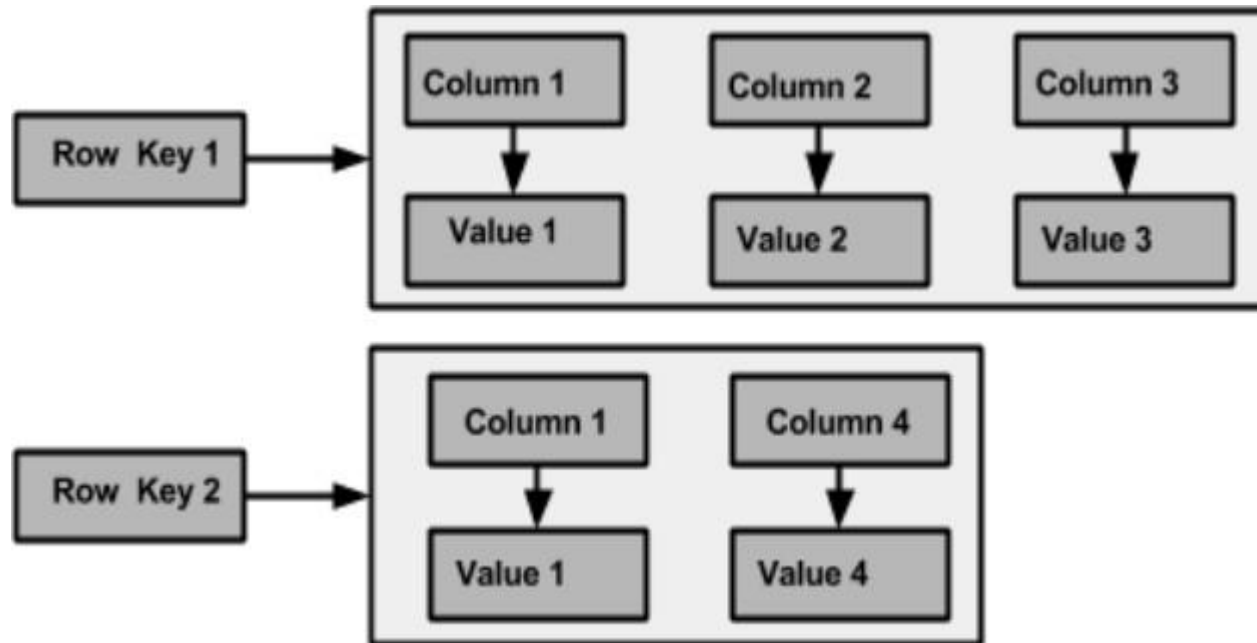 Column 1
Column 2
Column 3
Row Key 1
Value 1
Value 2
Value 3
Column 1
Column 4
Row Key 2
Value 1
Value 4